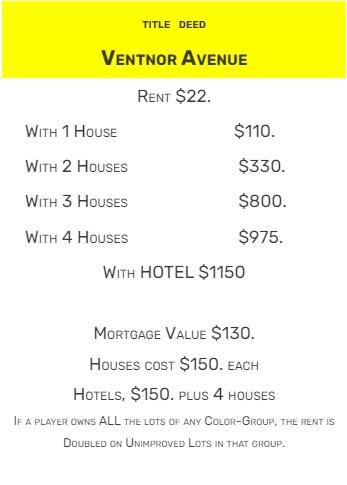 TITLE DEED
VENTNOR AVENUE
RENT $22.
WITH 1 HOUSE $110.
WITH 2 HOUSES $330.
WITH 3 HOUSES $800.
WITH 4 HOUSES $975.
WITH HOTEL $1150
MORTGAGE VALUE $130.
HOUSES COST $150. EACH
HOTELS, $150. PLUS 4 HOUSES
IF A PLAYER OWNS ALL THE LOTS OF ANY COLOR-GROUP, THE RENT IS
DOUBLED ON UNIMPROVED LOTS IN THAT GROUP.